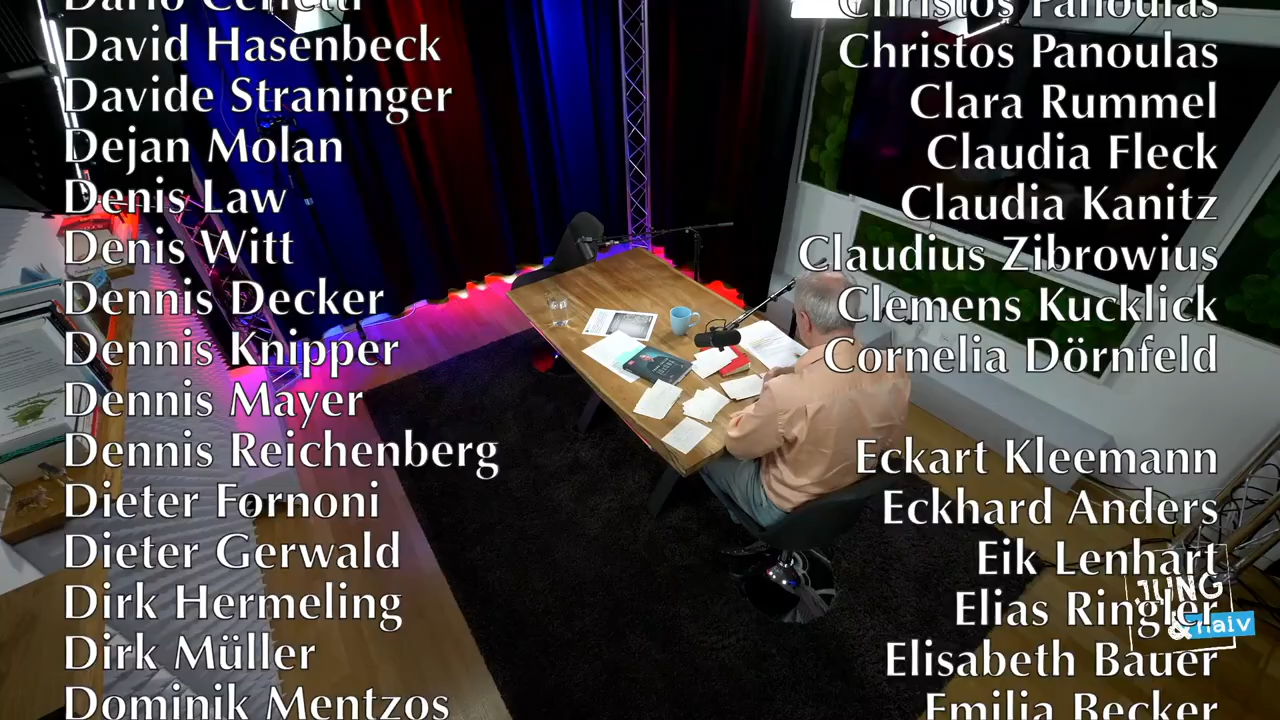 David Hasenbeck
Davide Straninger
Dejan Molan
Denis Law
Denis Witt
Dennis Decker
Dennis Knipper
Dennis Mayer
Dennis Reichenberg
Dieter Fornoni
Dieter Gerwald
Dirk Hermeling
Dirk Müller
Dominik Mentzos
Christos Panoulas
Christos Panoulas
Clara Rummel
Claudia Fleck
Claudia Kanitz
Claudius Zibrowius
Clemens Kucklick
Cornelia Dörnfeld
Eckart Kleemann
Eckhard Anders
Eik Lenhart
Elias Ringler
Elisabeth Bauer
Emilia Becker
JUNG
& naiv